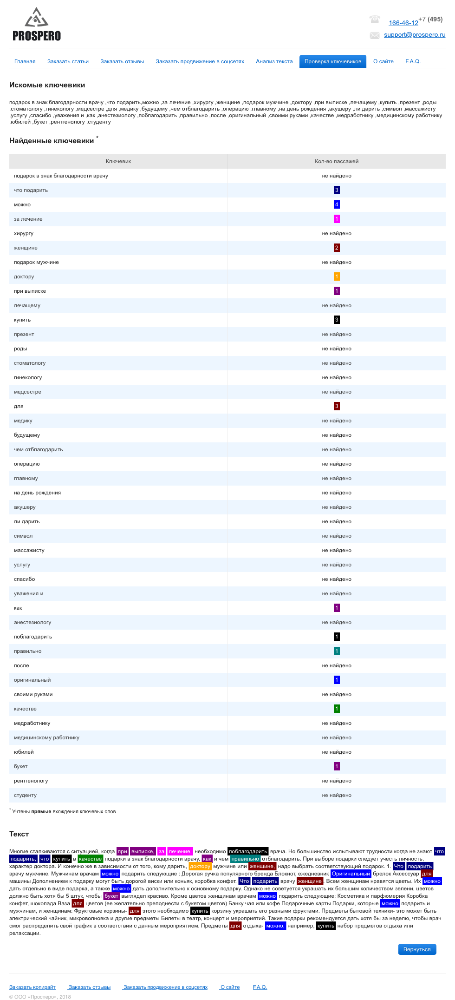 PROSPERO
+7 (495)
166-46-12
support@prospero.ru
Главная Заказать статьи Заказать отзывы Заказать продвижение в соцсетях Анализ текста Проверка ключевиков О сайте F.A.Q.
Искомые ключевики
подарок в знак благодарности врачу ,что подарить,можно ,за лечение ,хирургу ,женщине ,подарок мужчине ,доктору ,при выписке ,лечащему ,купить ,презент ,роды
,стоматологу ,гинекологу ,медсестре ,для ,медику ,будущему ,чем отблагодарить ,операцию ,главному ,на день рождения ,акушеру ,ли дарить ,символ ,массажисту
,услугу ,спасибо ,уважения и ,как ,анестезиологу ,поблагодарить ,правильно ,после ,оригинальный ,своими руками ,качестве ,медработнику ,медицинскому работнику
,юбилей ,букет ,рентгенологу ,студенту
Найденные ключевики *
Ключевик Кол-во пассажей
подарок в знак благодарности врачу не найдено
что подарить 3
можно 4
за лечение 1
хирургу не найдено
женщине 2
подарок мужчине не найдено
доктору 1
при выписке 1
лечащему не найдено
купить 3
презент не найдено
роды не найдено
стоматологу не найдено
гинекологу не найдено
медсестре не найдено
для 3
медику не найдено
будущему не найдено
чем отблагодарить не найдено
операцию не найдено
главному не найдено
на день рождения не найдено
акушеру не найдено
ли дарить не найдено
символ не найдено
массажисту не найдено
услугу не найдено
спасибо не найдено
уважения и не найдено
как 1
анестезиологу не найдено
поблагодарить 1
правильно 1
после не найдено
оригинальный 1
своими руками не найдено
качестве 1
медработнику не найдено
медицинскому работнику не найдено
юбилей не найдено
букет 1
рентгенологу не найдено
студенту не найдено
* Учтены прямые вхождения ключевых слов
Текст
Многие сталкиваются с ситуацией, когда при выписке, за лечение, необходимо поблагодарить врача. Но большинство испытывают трудности когда не знают что
подарить, что купить в качестве подарки в знак благодарности врачу, как и чем правильно отблагодарить. При выборе подарки следует учесть личность,
характер доктора. И конечно же в зависимости от того, кому дарить, доктору мужчине или женщине, надо выбрать соответствующий подарок. 1. Что подарить
врачу мужчине. Мужчинам врачам можно подарить следующие : Дорогая ручка популярного бренда Блокнот, ежедневник Оригинальный брелок Аксессуар для
машины Дополнением к подарку могут быть дорогой виски или коньяк, коробка конфет. Что подарить врачу женщине. Всем женщинам нравятся цветы. Их можно
дать отдельно в виде подарка, а также можно дать дополнительно к основному подарку. Однако не советуется украшать их большим количеством зелени, цветов
должно быть хотя бы 5 штук, чтобы букет выглядел красиво. Кроме цветов женщинам врачам можно подарить следующие: Косметика и парфюмерия Коробка
конфет, шоколада Ваза для цветов (ее желательно преподнести с букетом цветов) Банку чая или кофе Подарочные карты Подарки, которые можно подарить и
мужчинам, и женщинам: Фруктовые корзины- для этого необходимо купить корзину украшать его разными фруктами. Предметы бытовой техники- это может быть
электрический чайник, микроволновка и другие предметы Билеты в театр, концерт и мероприятий. Такие подарки рекомендуется дать хотя бы за неделю, чтобы врач
смог распределить свой график в соответствии с данным мероприятием. Предметы для отдыха- можно, например, купить набор предметов отдыха или
релаксации.
Вернуться
Заказать копирайт Заказать отзывы Заказать продвижение в соцсетях О сайте F.A.Q.
© ООО «Просперо», 2018